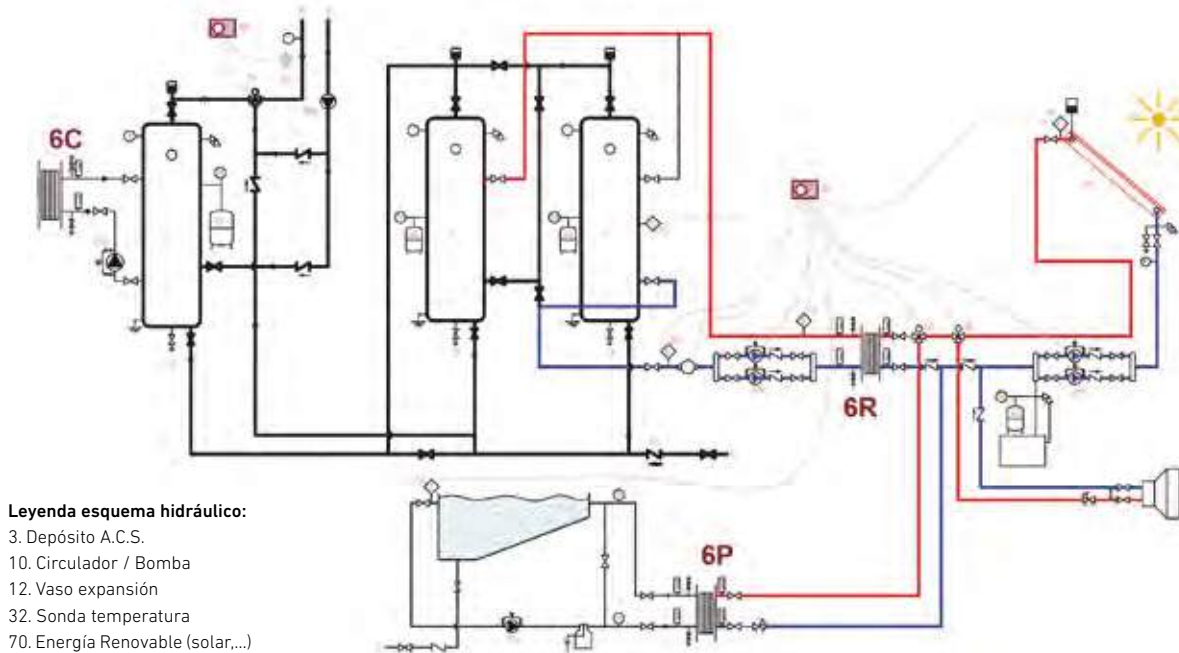 6C
6R
6P
Leyenda esquema hidráulico:
3. Depósito A.C.S.
10. Circulador / Bomba
12. Vaso expansión
32. Sonda temperatura
70. Energía Renovable (solar,...)